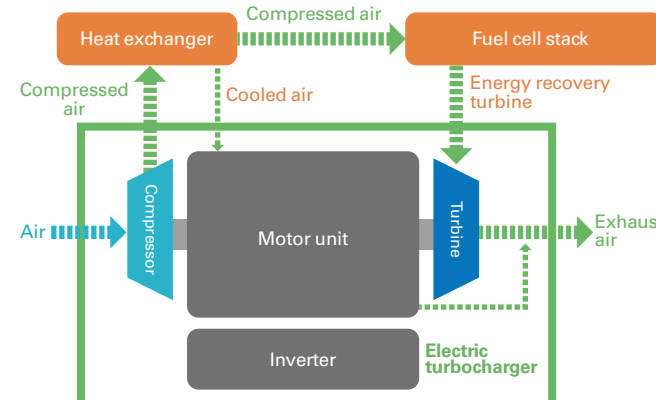 Compressed air
Heat exchanger
Fuel cell stack
Compressed
air
Cooled air
Energy recovery
turbine
Compressor
Turbine
Air
Motor unit
Exhaus
air
Inverter
Electric
turbocharger